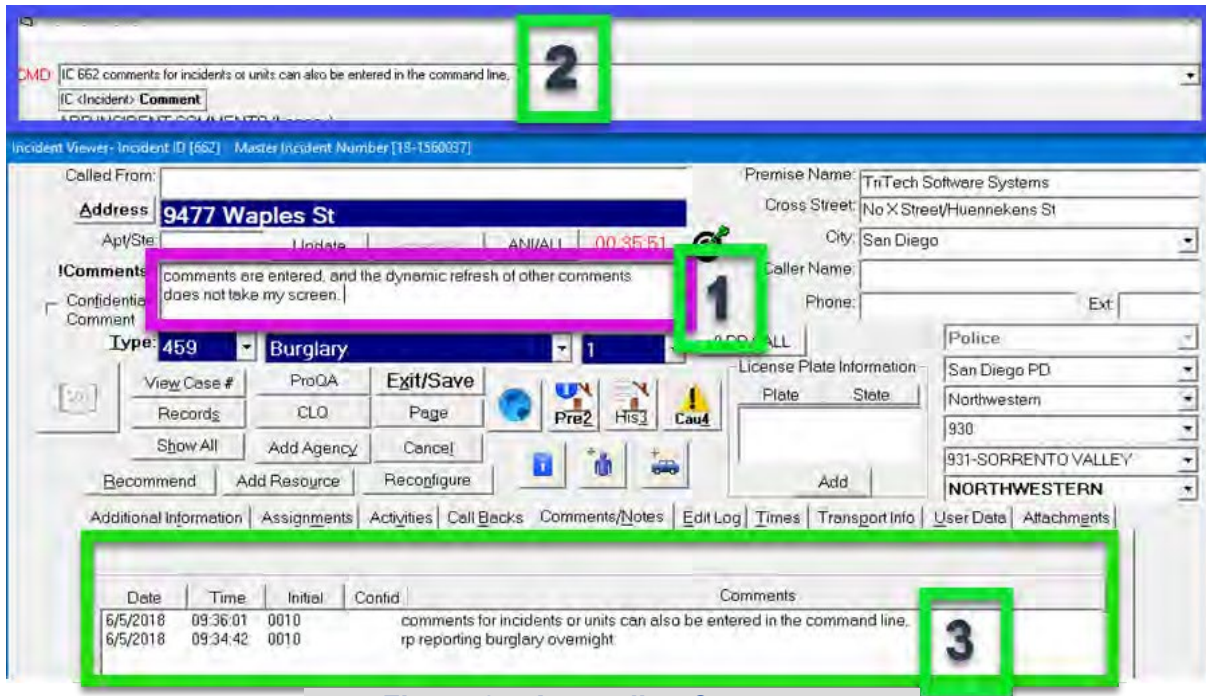 2
CMD: IC 662 comments for incidents or units can also be entered in the command line.
IC <Incident> Comment
Incident Viewer- Incident ID [662] Master Incident Number [18-1560037]
Called From:
Premise Name: TriTech Software Systems
Address 9477 Waples St
Cross Street: No X Street/Huennekens St
Apt/Ste: Update ANI/ALI 00:35:51
City: San Diego
!Comments comments are entered, and the dynamic refresh of other comments
does not take my screen.
1
Caller Name:
Confidential
Comment
Phone: Ext:
Type: 459 Burglary 1
Police
License Plate Information
San Diego PD
View Case # ProQA Exit/Save
Plate State
Northwestern
Records CLO Page
Pre2 His3 Cau4
930
Show All Add Agency Cancel
931-SORRENTO VALLEY
Recommend Add Resource Reconfigure
Add
NORTHWESTERN
Additional Information Assignments Activities Call Backs Comments/Notes Edit Log Times Transport Info User Data Attachments
Date Time Initial Confid Comments
6/5/2018 09:36:01 0010 comments for incidents or units can also be entered in the command line.
6/5/2018 09:34:42 0010 rp reporting burglary overnight
3